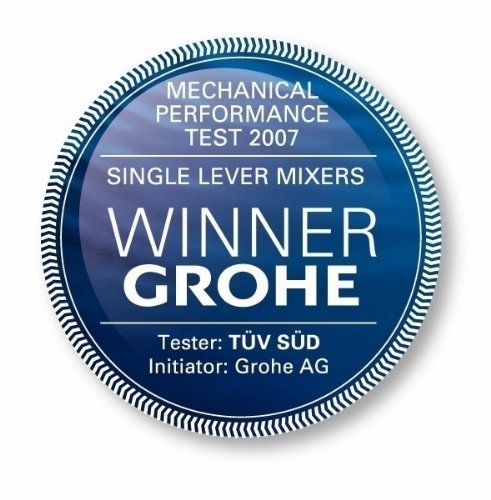 MECHANICAL
PERFORMANCE
TEST 2007
SINGLE LEVER MIXERS
WINNER
GROHE
Tester: TÜV SÜD
Initiator: Grohe AG